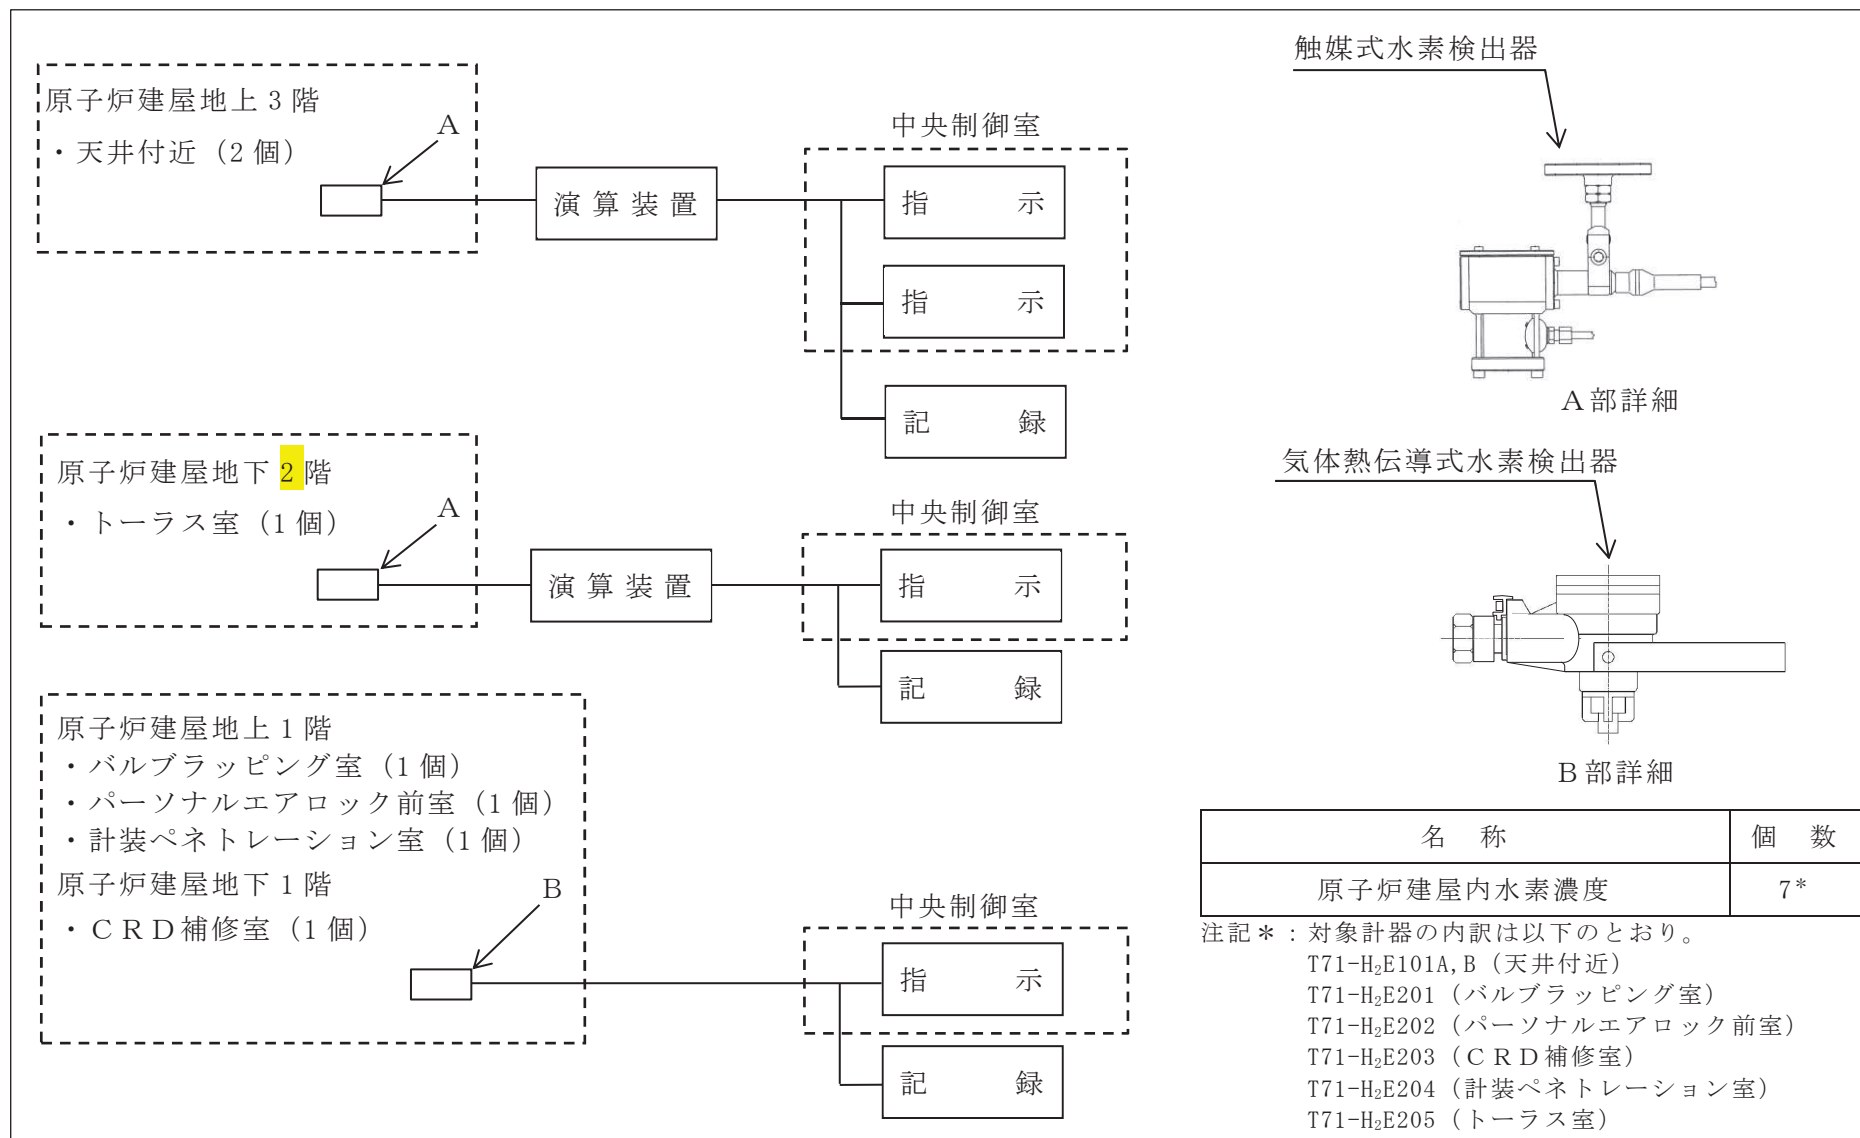 原子炉建屋地上３階
・天井付近（２個）
A
演算装置
中央制御室
指　　示
指　　示
記　　録
原子炉建屋地下２階
・トーラス室（１個）
A
演算装置
中央制御室
指　　示
記　　録
原子炉建屋地上１階
・バルブラッピング室（１個）
・パーソナルエアロック前室（１個）
・計装ペネトレーション室（１個）
原子炉建屋地下１階
・ＣＲＤ補修室（１個）
B
中央制御室
指　　示
記　　録
触媒式水素検出器
A部詳細
気体熱伝導式水素検出器
B部詳細
名　称　個　数
原子炉建屋内水素濃度　7*
注記＊：対象計器の内訳は以下のとおり。
T71-H₂E101A,B（天井付近）
T71-H₂E201（バルブラッピング室）
T71-H₂E202（パーソナルエアロック前室）
T71-H₂E203（ＣＲＤ補修室）
T71-H₂E204（計装ペネトレーション室）
T71-H₂E205（トーラス室）